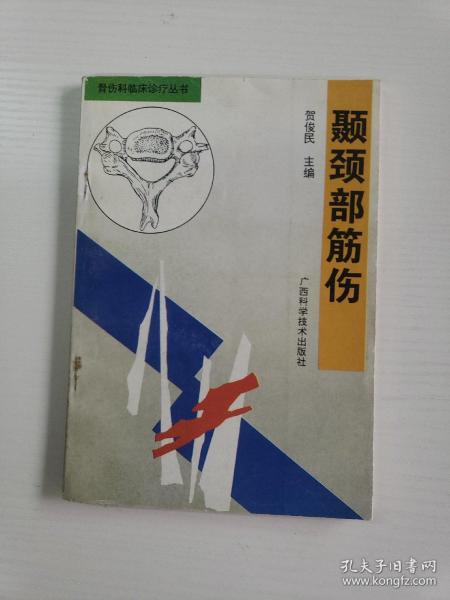 骨伤科临床诊疗丛书
贺俊民 主编
颞颈部筋伤
广西科学技术出版社
孔夫子旧书网
www.kongfz.com